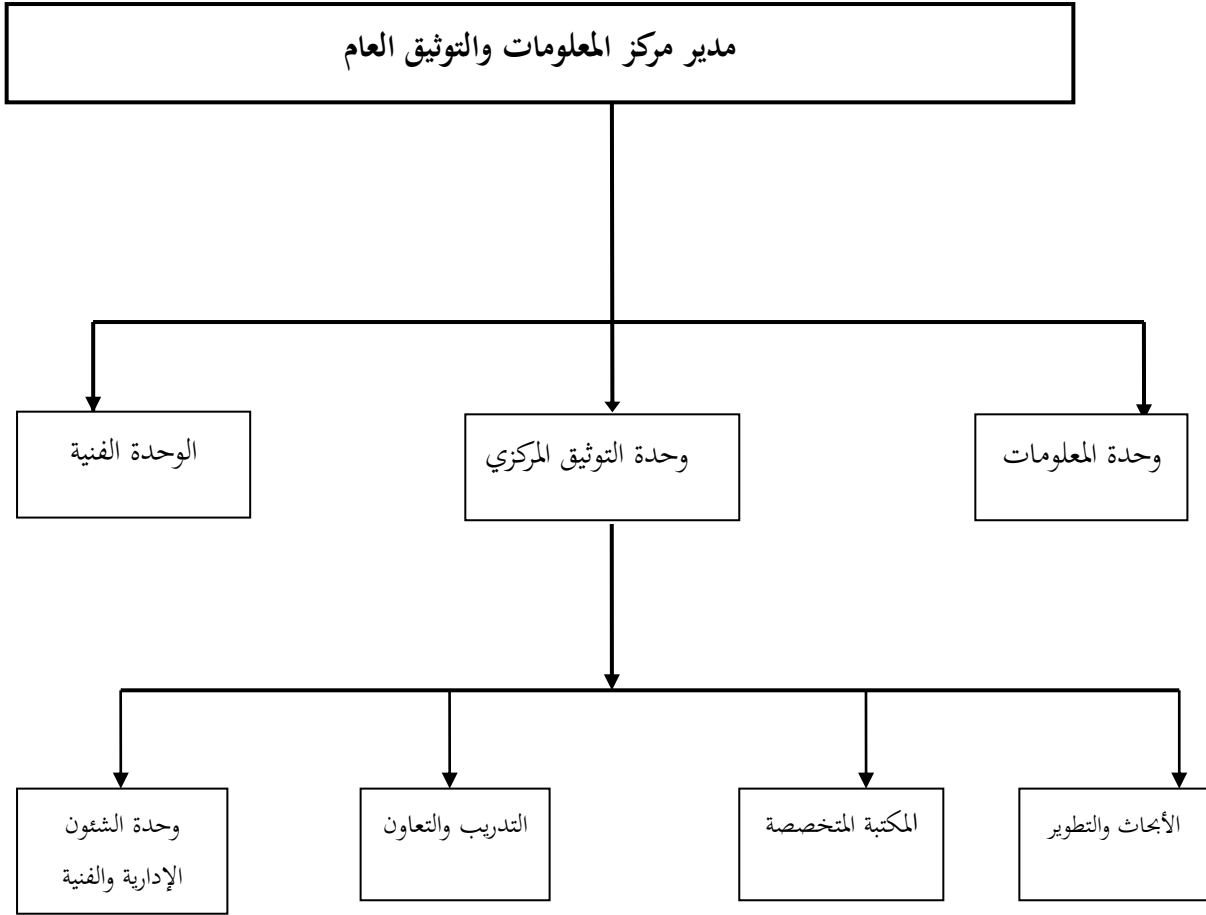 مدير مركز المعلومات والتوثيق العام
وحدة المعلومات
وحدة التوثيق المركزي
الوحدة الفنية
الأبحاث والتطوير
المكتبة المتخصصة
التدريب والتعاون
وحدة الشئون
الإدارية والفنية